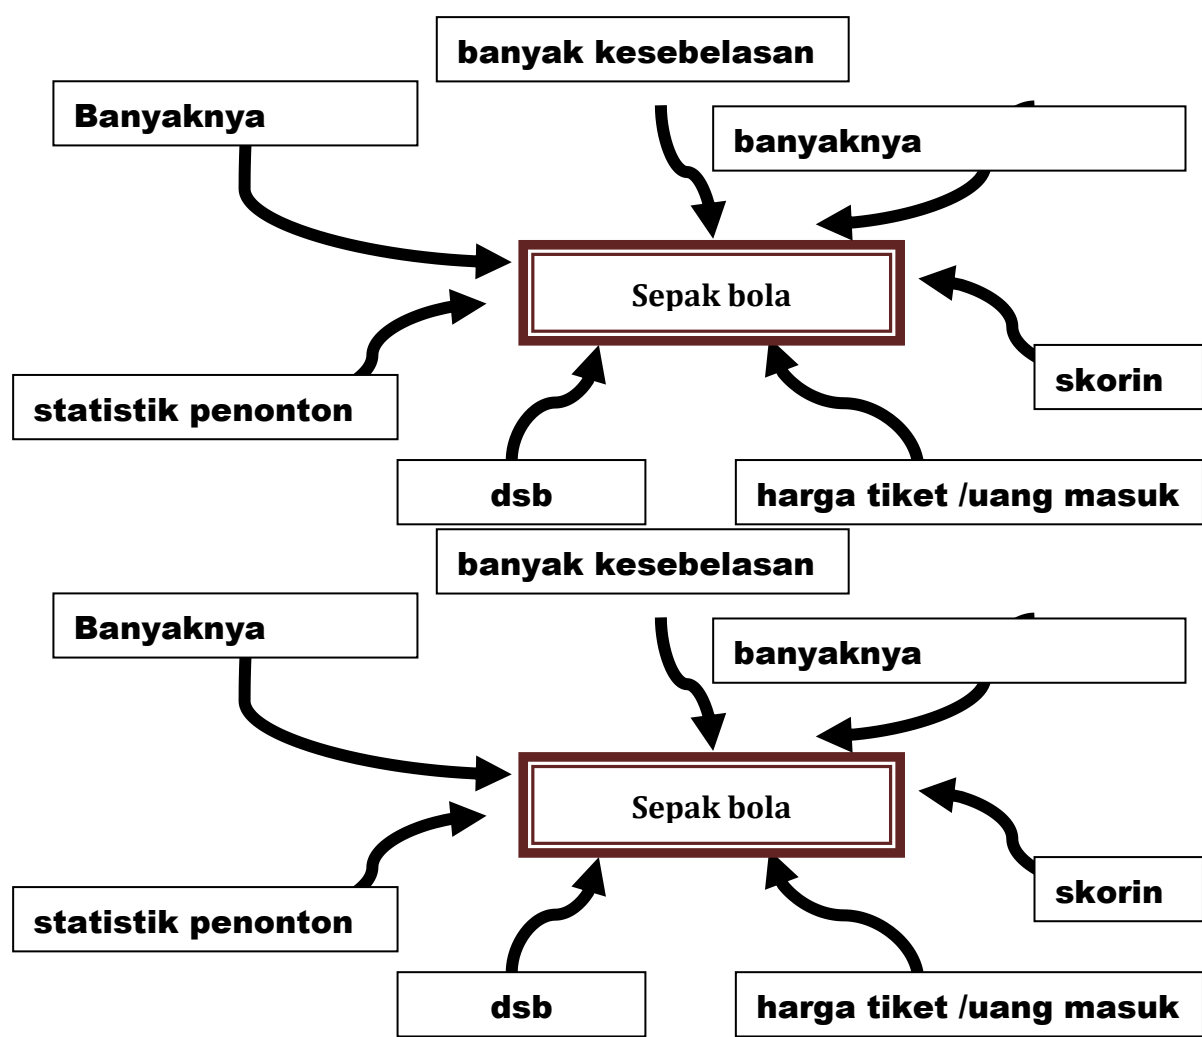 banyak kesebelasan
Banyaknya
banyaknya
Sepak bola
skorin
statistik penonton
dsb
harga tiket /uang masuk
banyak kesebelasan
Banyaknya
banyaknya
Sepak bola
skorin
statistik penonton
dsb
harga tiket /uang masuk